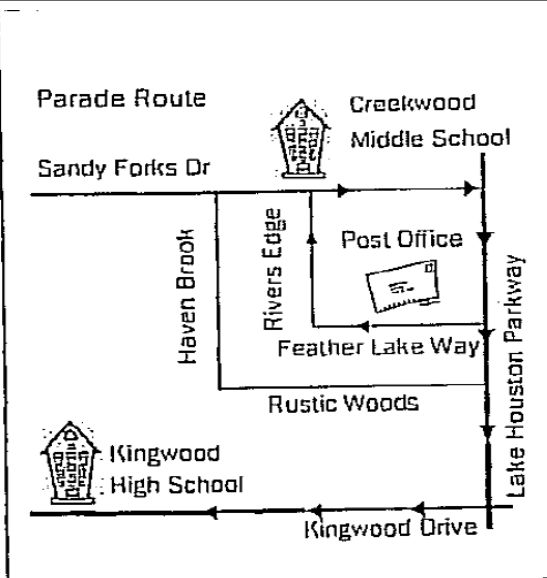 Parade Route
Creekwood
Middle School
Sandy Forks Dr
Haven Brook
Rivers Edge
Post Office
Feather Lake Way
Lake Houston Parkway
Rustic Woods
Kingwood
High School
Kingwood Drive